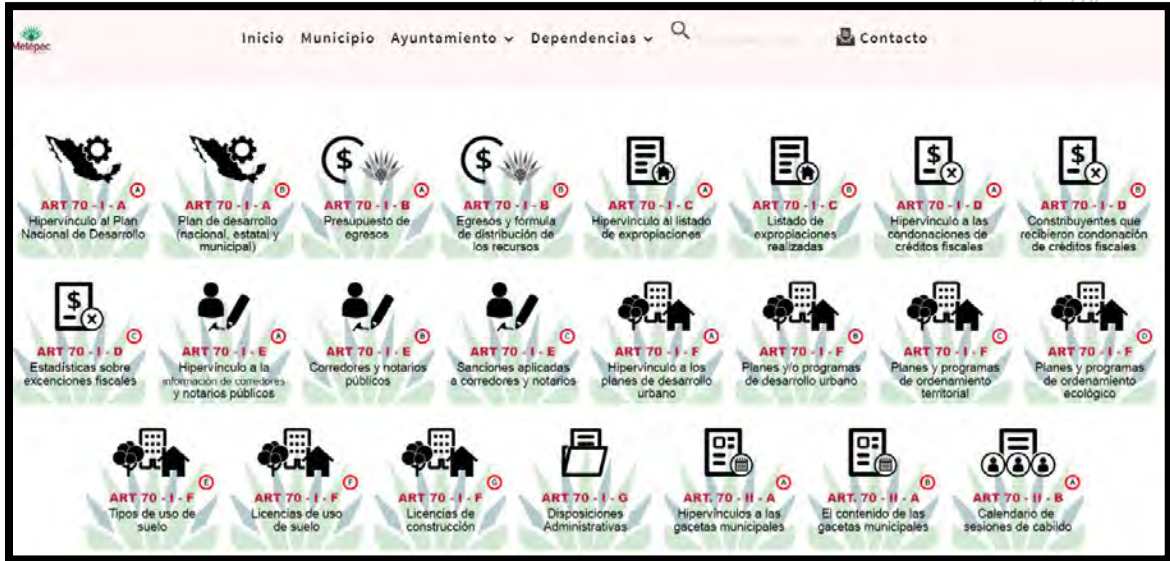 Metepec
Inicio Municipio Ayuntamiento Dependencias Contacto
A
ART 70 - I - A
Hipervínculo al Plan
Nacional de Desarrollo
B
ART 70 - I - A
Plan de desarrollo
(nacional, estatal y
municipal)
$
A
ART 70 - I - B
Presupuesto de
egresos
$
B
ART 70 - I - B
Egresos y formula
de distribución de
los recursos
A
ART 70 - I - C
Hipervinculo al listado
de expropiaciones
B
ART 70 - I - C
Listado de
expropiaciones
realizadas
$
A
ART 70 - I - D
Hipervínculo a las
condonaciones de
créditos fiscales
$
B
ART 70 - I - D
Constribuyentes que
recibieron condonación
de créditos fiscales
$
C
ART 70 - I - D
Estadísticas sobre
excenciones fiscales
A
ART 70 - I - E
Hipervínculo a la
información de corredores
y notarios públicos
B
ART 70 - I - E
Corredores y notarios
públicos
C
ART 70 - I - E
Sanciones aplicadas
a corredores y notarios
A
ART 70 - I - F
Hipervínculo a los
planes de desarrollo
urbano
B
ART 70 - I - F
Planes y/o programas
de desarrollo urbano
C
ART 70 - I - F
Planes y programas
de ordenamiento
territorial
D
ART 70 - I - F
Planes y programas
de ordenamiento
ecológico
E
ART 70 - I - F
Tipos de uso de
suelo
F
ART 70 - I - F
Licencias de uso
de suelo
G
ART 70 - I - F
Licencias de
construcción
ART 70 - I - G
Disposiciones
Administrativas
A
ART. 70 - II - A
Hipervínculos a las
gacetas municipales
B
ART. 70 - II - A
El contenido de las
gacetas municipales
A
ART 70 - II - B
Calendario de
sesiones de cabildo